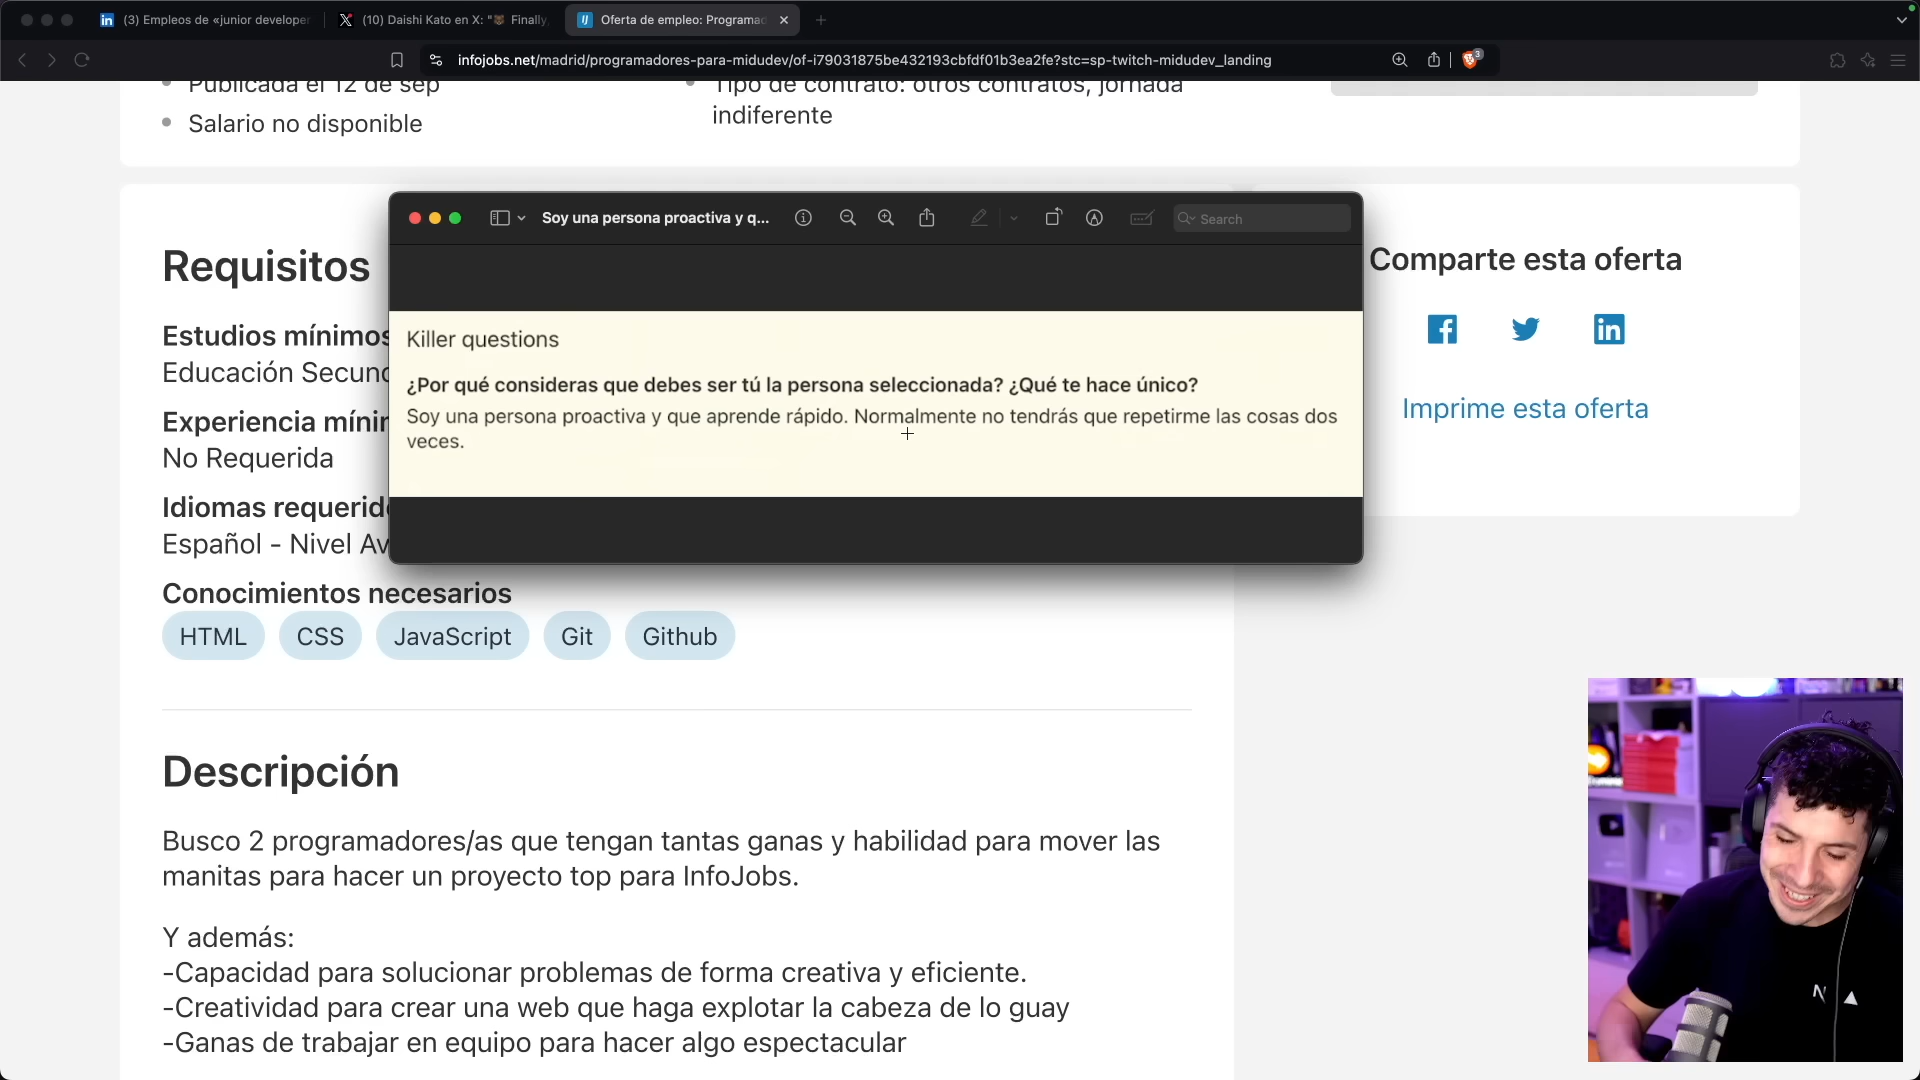 (3) Empleos de «junior developer
(10) Daishi Kato en X: "🐻 Finally,
Oferta de empleo: Programad
infojobs.net/madrid/programadores-para-midudev/of-i79031875be432193cbfdf01b3ea2fe?stc=sp-twitch-midudev_landing
3
Publicada el 12 de sep
Salario no disponible
Tipo de contrato: otros contratos, jornada
indiferente
Soy una persona proactiva y q...
Search
Killer questions
¿Por qué consideras que debes ser tú la persona seleccionada? ¿Qué te hace único?
Soy una persona proactiva y que aprende rápido. Normalmente no tendrás que repetirme las cosas dos
veces.
Requisitos
Estudios mínimos
Educación Secund
Experiencia mínim
No Requerida
Idiomas requerido
Español - Nivel Av
Conocimientos necesarios
HTML
CSS
JavaScript
Git
Github
Descripción
Busco 2 programadores/as que tengan tantas ganas y habilidad para mover las
manitas para hacer un proyecto top para InfoJobs.
Y además:
-Capacidad para solucionar problemas de forma creativa y eficiente.
-Creatividad para crear una web que haga explotar la cabeza de lo guay
-Ganas de trabajar en equipo para hacer algo espectacular
Comparte esta oferta
Imprime esta oferta